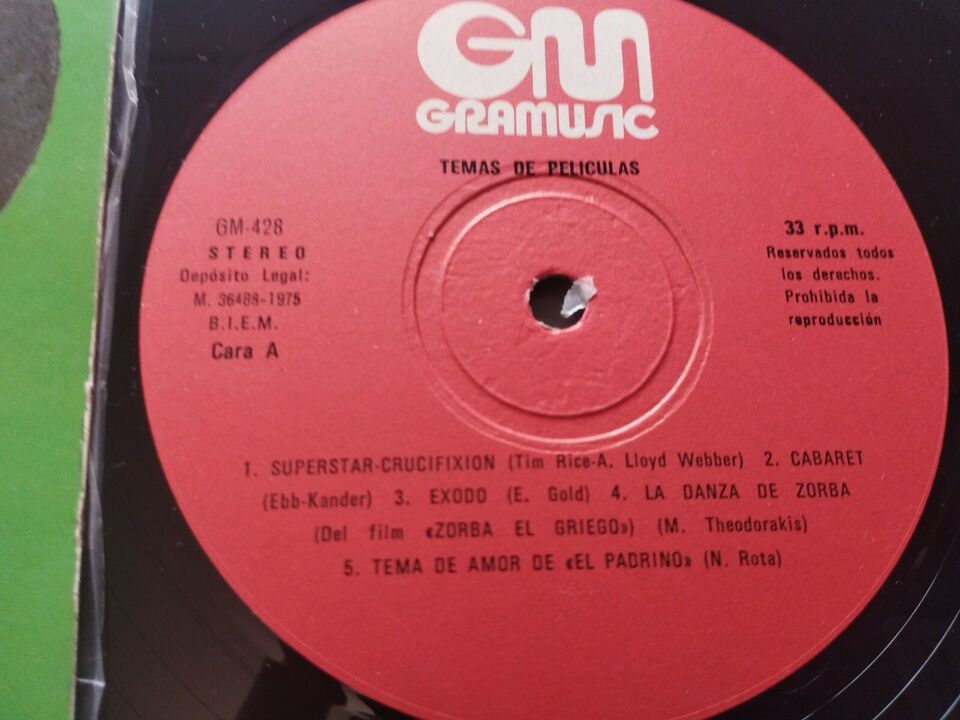 GM
GRAMUSIC
TEMAS DE PELICULAS
GM-428
STEREO
Depósito Legal:
M. 36488-1975
B.I.E.M.
Cara A
33 r.p.m.
Reservados todos
los derechos.
Prohibida la
reproducción
1. SUPERSTAR-CRUCIFIXION (Tim Rice-A. Lloyd Webber) 2. CABARET
(Ebb-Kander) 3. EXODO (E. Gold) 4. LA DANZA DE ZORBA
(Del film «ZORBA EL GRIEGO») (M. Theodorakis)
5. TEMA DE AMOR DE «EL PADRINO» (N. Rota)